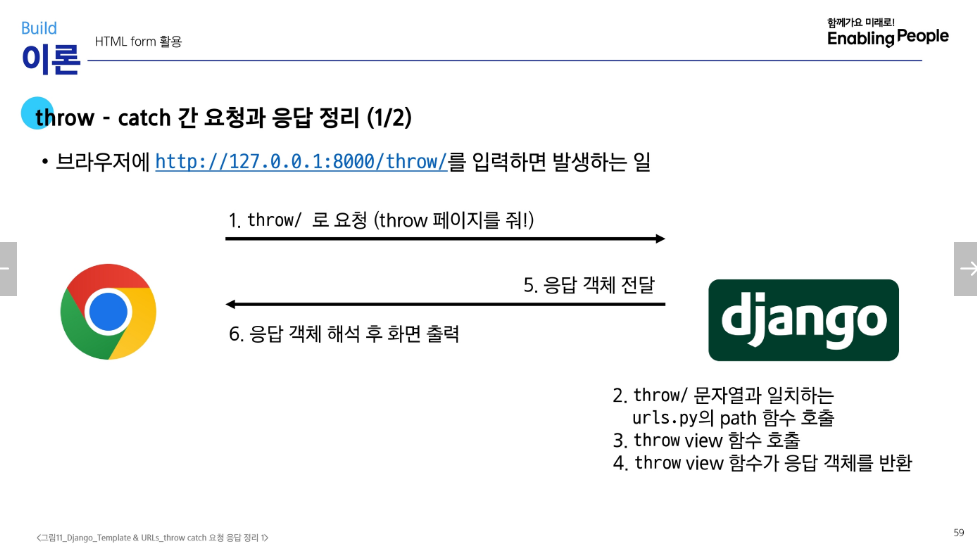 Build
이론
HTML form 활용
함께가요 미래로!
Enabling People
throw - catch 간 요청과 응답 정리 (1/2)
• 브라우저에 http://127.0.0.1:8000/throw/를 입력하면 발생하는 일
1. throw/ 로 요청 (throw 페이지를 줘!)
5. 응답 객체 전달
6. 응답 객체 해석 후 화면 출력
django
2. throw/ 문자열과 일치하는
urls.py의 path 함수 호출
3. throw view 함수 호출
4. throw view 함수가 응답 객체를 반환
<그림11_Django_Template & URLs_throw catch 요청 응답 정리 1>
59